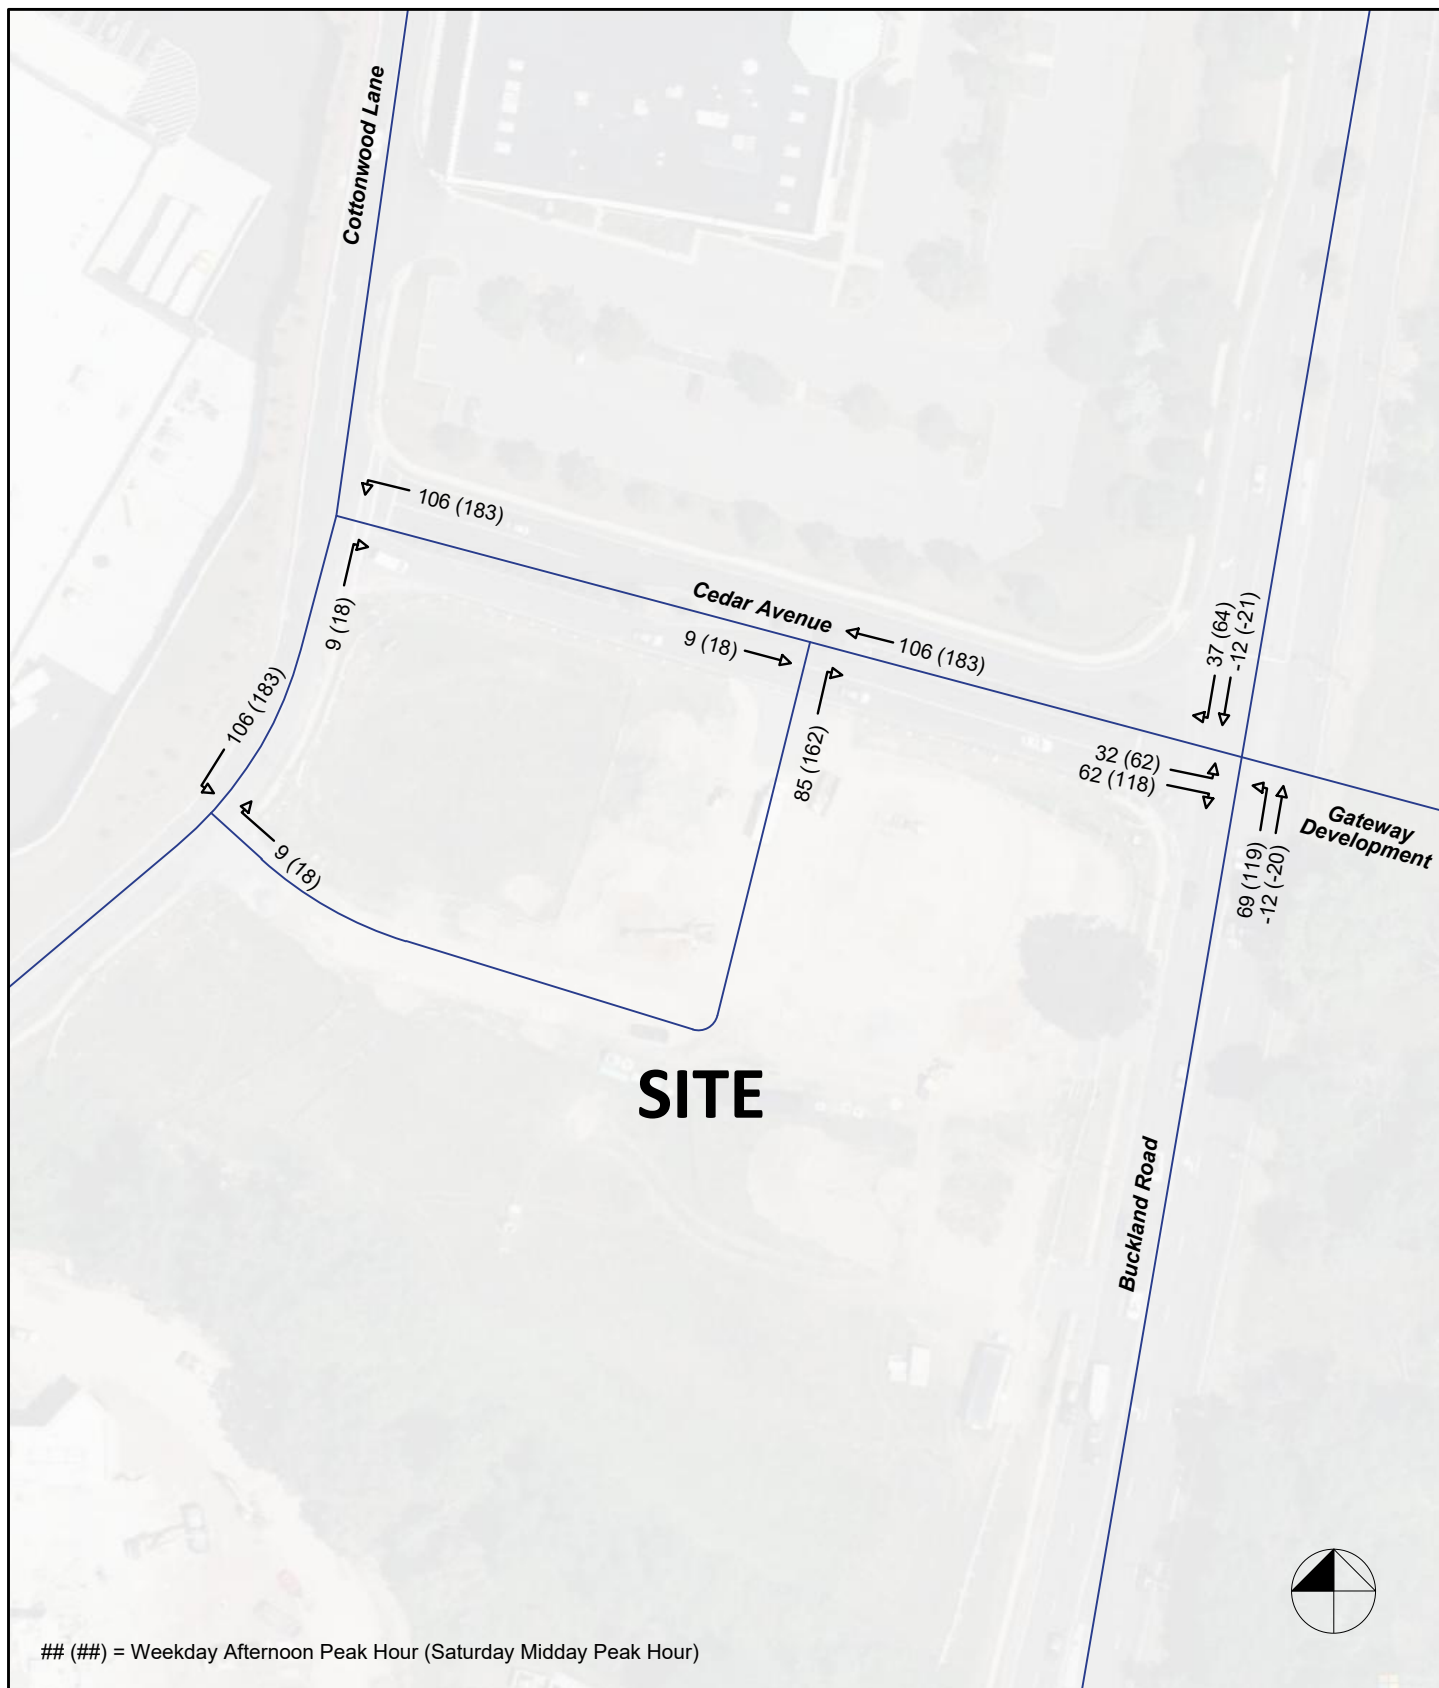 Cottonwood Lane
106 (183)
9 (18)
Cedar Avenue
9 (18)
106 (183)
37 (64)
-12 (-21)
106 (183)
85 (162)
32 (62)
62 (118)
Gateway
Development
69 (119)
-12 (-20)
9 (18)
SITE
Buckland Road
## (##) = Weekday Afternoon Peak Hour (Saturday Midday Peak Hour)